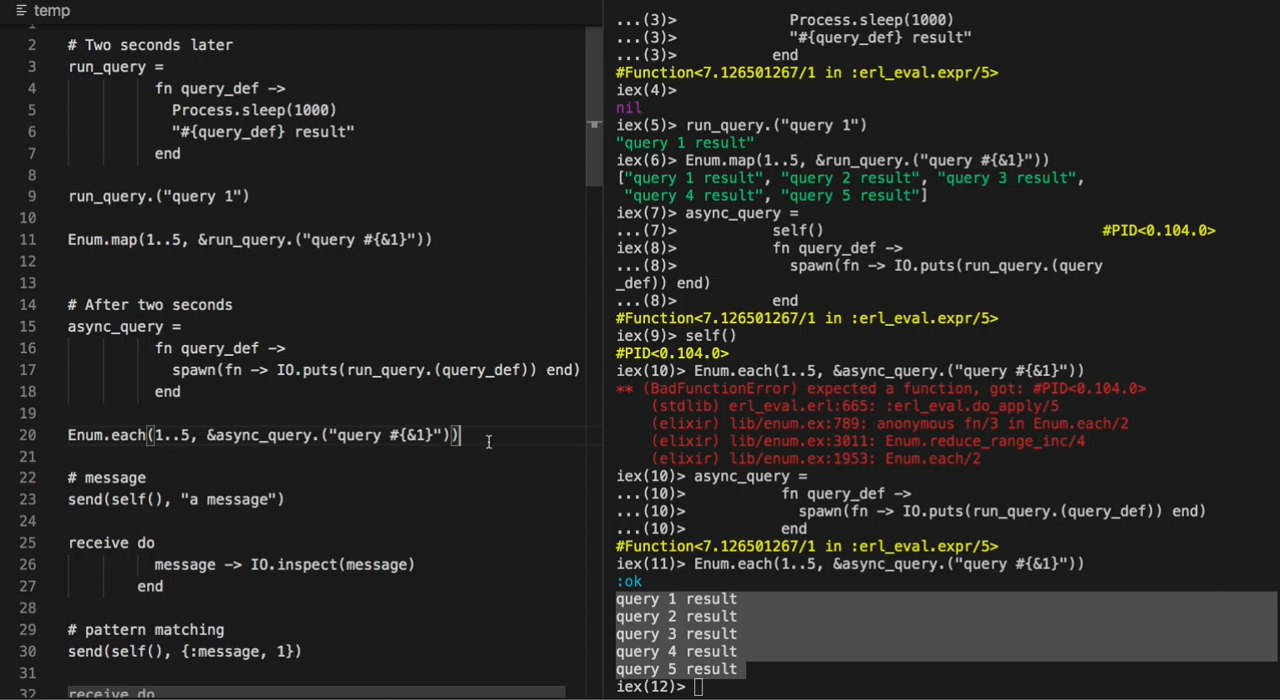 temp
1
2 # Two seconds later
3 run_query =
4 fn query_def ->
5 Process.sleep(1000)
6 "#{query_def} result"
7 end
8
9 run_query.("query 1")
10
11 Enum.map(1..5, &run_query.("query #{&1}"))
12
13
14 # After two seconds
15 async_query =
16 fn query_def ->
17 spawn(fn -> IO.puts(run_query.(query_def)) end)
18 end
19
20 Enum.each(1..5, &async_query.("query #{&1}"))
21
22 # message
23 send(self(), "a message")
24
25 receive do
26 message -> IO.inspect(message)
27 end
28
29 # pattern matching
30 send(self(), {:message, 1})
31
32 receive do
...(3)> Process.sleep(1000)
...(3)> "#{query_def} result"
...(3)> end
#Function<7.126501267/1 in :erl_eval.expr/5>
iex(4)>
nil
iex(5)> run_query.("query 1")
"query 1 result"
iex(6)> Enum.map(1..5, &run_query.("query #{&1}"))
["query 1 result", "query 2 result", "query 3 result",
"query 4 result", "query 5 result"]
iex(7)> async_query =
...(7)> self() #PID<0.104.0>
iex(8)> fn query_def ->
...(8)> spawn(fn -> IO.puts(run_query.(query
_def)) end)
...(8)> end
#Function<7.126501267/1 in :erl_eval.expr/5>
iex(9)> self()
#PID<0.104.0>
iex(10)> Enum.each(1..5, &async_query.("query #{&1}"))
** (BadFunctionError) expected a function, got: #PID<0.104.0>
(stdlib) erl_eval.erl:665: :erl_eval.do_apply/5
(elixir) lib/enum.ex:789: anonymous fn/3 in Enum.each/2
(elixir) lib/enum.ex:3011: Enum.reduce_range_inc/4
(elixir) lib/enum.ex:1953: Enum.each/2
iex(10)> async_query =
...(10)> fn query_def ->
...(10)> spawn(fn -> IO.puts(run_query.(query_def)) end)
...(10)> end
#Function<7.126501267/1 in :erl_eval.expr/5>
iex(11)> Enum.each(1..5, &async_query.("query #{&1}"))
:ok
query 1 result
query 2 result
query 3 result
query 4 result
query 5 result
iex(12)>